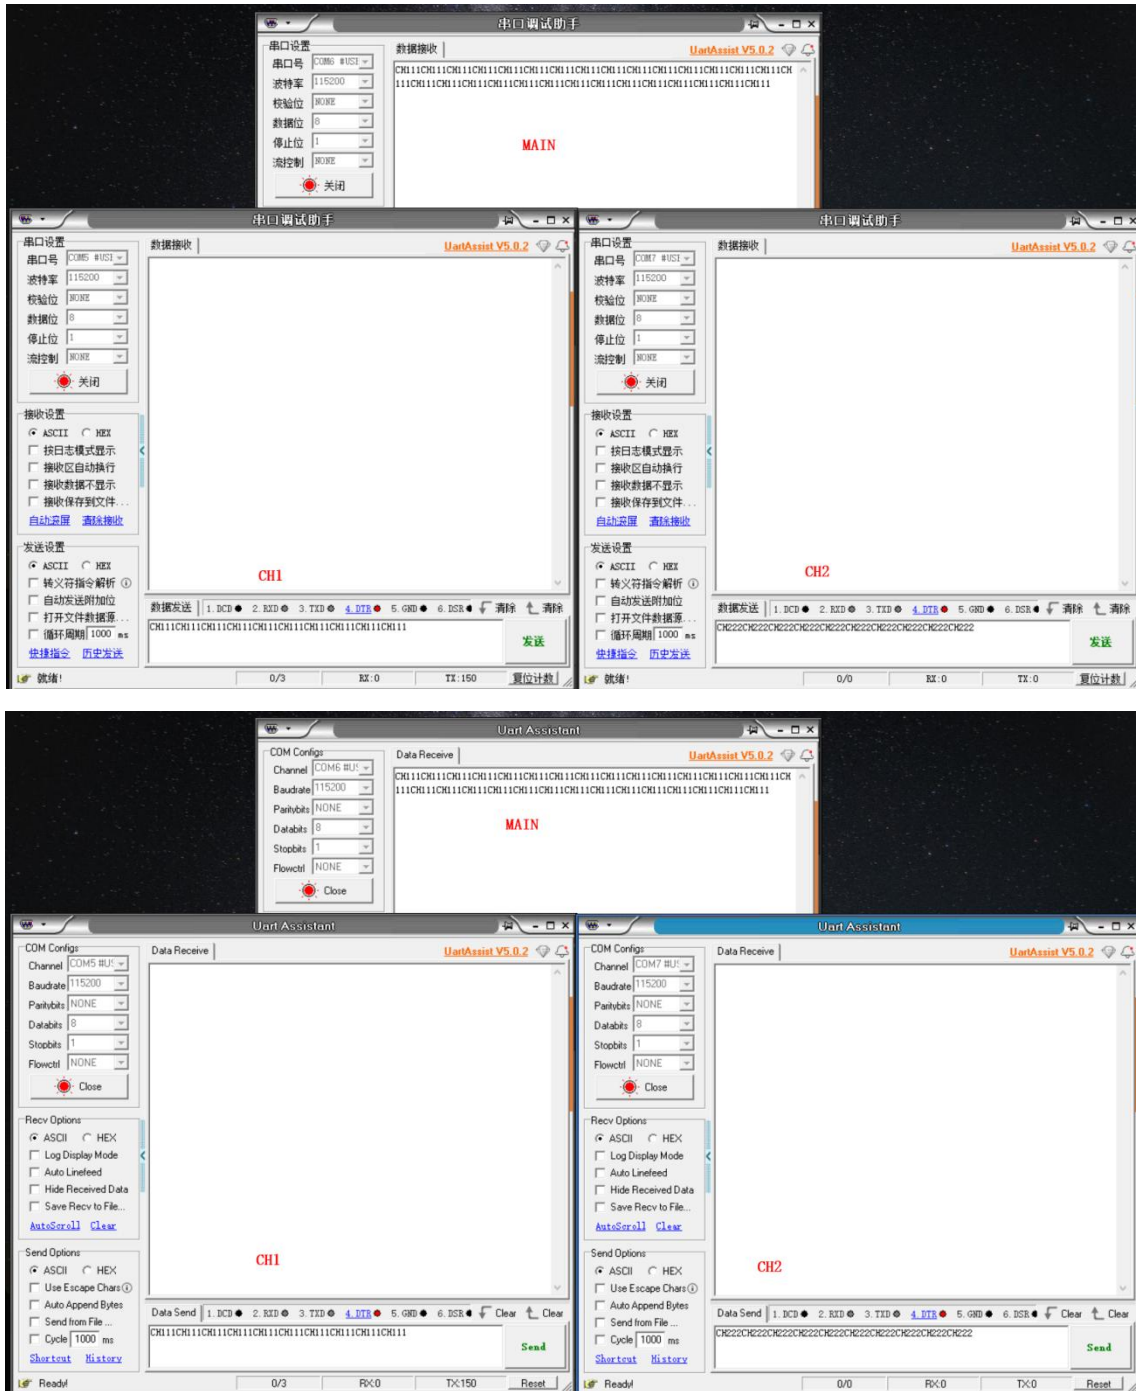 串口调试助手
串口设置
串口号 COM6 #USI
波特率 115200
校验位 NONE
数据位 8
停止位 1
流控制 NONE
关闭
数据接收
UartAssist V5.0.2
CH111CH111CH111CH111CH111CH111CH111CH111CH111CH111CH111CH111CH111CH111CH111CH
111CH111CH111CH111CH111CH111CH111CH111CH111CH111CH111CH111CH111CH111CH111
MAIN
串口调试助手
串口设置
串口号 COM5 #USI
波特率 115200
校验位 NONE
数据位 8
停止位 1
流控制 NONE
关闭
接收设置
ASCII HEX
按日志模式显示
接收区自动换行
接收数据不显示
接收保存到文件...
自动滚屏 清除接收
发送设置
ASCII HEX
转义符指令解析
自动发送附加位
打开文件数据源...
循环周期 1000 ms
快捷指令 历史发送
数据接收
UartAssist V5.0.2
CH1
数据发送 1.DCD 2.RXD 3.TXD 4.DTR 5.GND 6.DSR 清除 清除
CH111CH111CH111CH111CH111CH111CH111CH111CH111CH111
发送
就绪! 0/3 RX:0 TX:150 复位计数
串口调试助手
串口设置
串口号 COM7 #USI
波特率 115200
校验位 NONE
数据位 8
停止位 1
流控制 NONE
关闭
接收设置
ASCII HEX
按日志模式显示
接收区自动换行
接收数据不显示
接收保存到文件...
自动滚屏 清除接收
发送设置
ASCII HEX
转义符指令解析
自动发送附加位
打开文件数据源...
循环周期 1000 ms
快捷指令 历史发送
数据接收
UartAssist V5.0.2
CH2
数据发送 1.DCD 2.RXD 3.TXD 4.DTR 5.GND 6.DSR 清除 清除
CH222CH222CH222CH222CH222CH222CH222CH222CH222CH222
发送
就绪! 0/0 RX:0 TX:0 复位计数
Uart Assistant
COM Configs
Channel COM6 #U
Baudrate 115200
Paritybits NONE
Databits 8
Stopbits 1
Flowctrl NONE
Close
Data Receive
UartAssist V5.0.2
CH111CH111CH111CH111CH111CH111CH111CH111CH111CH111CH111CH111CH111CH111CH111CH
111CH111CH111CH111CH111CH111CH111CH111CH111CH111CH111CH111CH111CH111CH111
MAIN
Uart Assistant
COM Configs
Channel COM5 #U
Baudrate 115200
Paritybits NONE
Databits 8
Stopbits 1
Flowctrl NONE
Close
Recv Options
ASCII HEX
Log Display Mode
Auto Linefeed
Hide Received Data
Save Recv to File...
AutoScroll Clear
Send Options
ASCII HEX
Use Escape Chars
Auto Append Bytes
Send from File ...
Cycle 1000 ms
Shortcut History
Data Receive
UartAssist V5.0.2
CH1
Data Send 1.DCD 2.RXD 3.TXD 4.DTR 5.GND 6.DSR Clear Clear
CH111CH111CH111CH111CH111CH111CH111CH111CH111CH111
Send
Ready! 0/3 RX:0 TX:150 Reset
Uart Assistant
COM Configs
Channel COM7 #U
Baudrate 115200
Paritybits NONE
Databits 8
Stopbits 1
Flowctrl NONE
Close
Recv Options
ASCII HEX
Log Display Mode
Auto Linefeed
Hide Received Data
Save Recv to File...
AutoScroll Clear
Send Options
ASCII HEX
Use Escape Chars
Auto Append Bytes
Send from File ...
Cycle 1000 ms
Shortcut History
Data Receive
UartAssist V5.0.2
CH2
Data Send 1.DCD 2.RXD 3.TXD 4.DTR 5.GND 6.DSR Clear Clear
CH222CH222CH222CH222CH222CH222CH222CH222CH222CH222
Send
Ready! 0/0 RX:0 TX:0 Reset